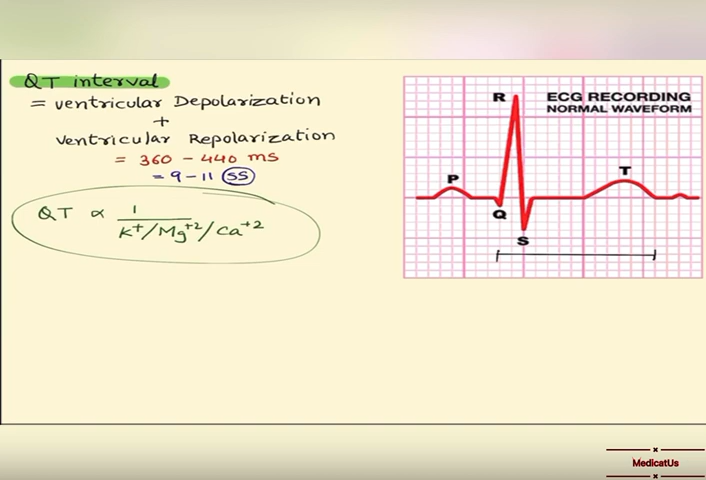 QT interval
= ventricular Depolarization
+
ventricular Repolarization
= 360 - 440 ms
= 9-11 SS
QT ∝ 1
K+/Mg+2/Ca+2
R
ECG RECORDING
NORMAL WAVEFORM
P
T
Q
S
MedicatUs